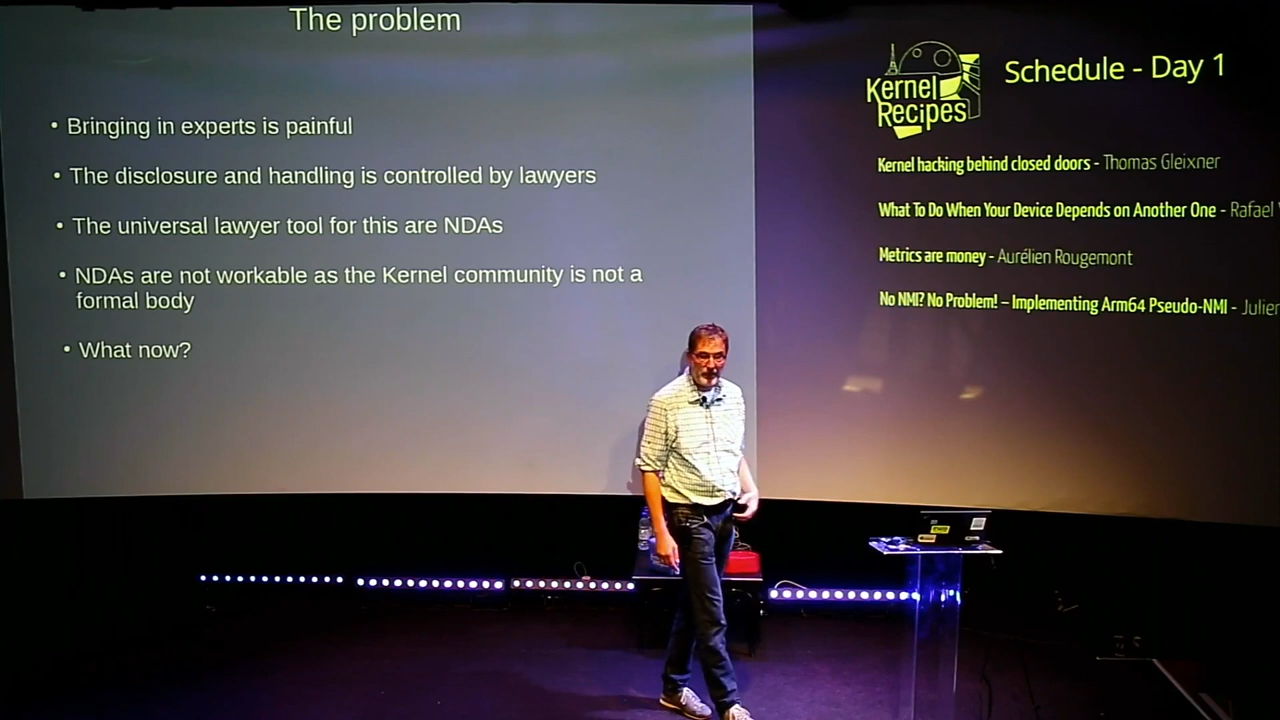 The problem
• Bringing in experts is painful
• The disclosure and handling is controlled by lawyers
• The universal lawyer tool for this are NDAs
• NDAs are not workable as the Kernel community is not a
formal body
• What now?
Kernel
Recipes
Schedule - Day 1
Kernel hacking behind closed doors - Thomas Gleixner
What To Do When Your Device Depends on Another One - Rafael
Metrics are money - Aurélien Rougemont
No NMI? No Problem! – Implementing Arm64 Pseudo-NMI - Julien